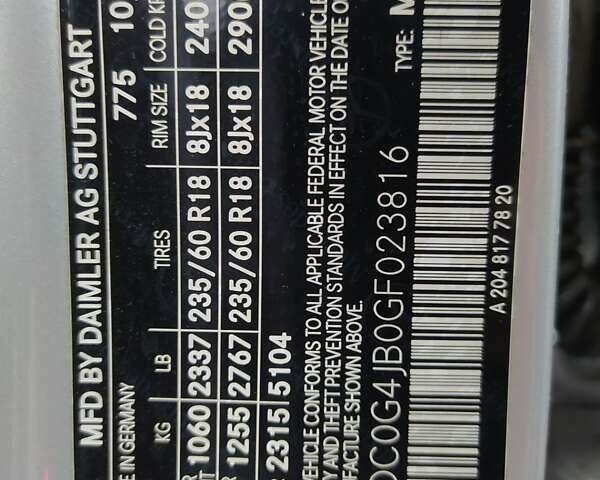 MFD BY DAIMLER AG STUTTGART
IN GERMANY 775 10
KG LB TIRES RIM SIZE COLD
1060 2337 235/60 R18 8Jx18 240
1255 2767 235/60 R18 8Jx18 290
2315 5104
VEHICLE CONFORMS TO ALL APPLICABLE FEDERAL MOTOR VEHICLE
AND THEFT PREVENTION STANDARDS IN EFFECT ON THE DATE OF
SHOWN ABOVE.
TYPE: M
DC0G4JB0GF023816
A 204 817 78 20